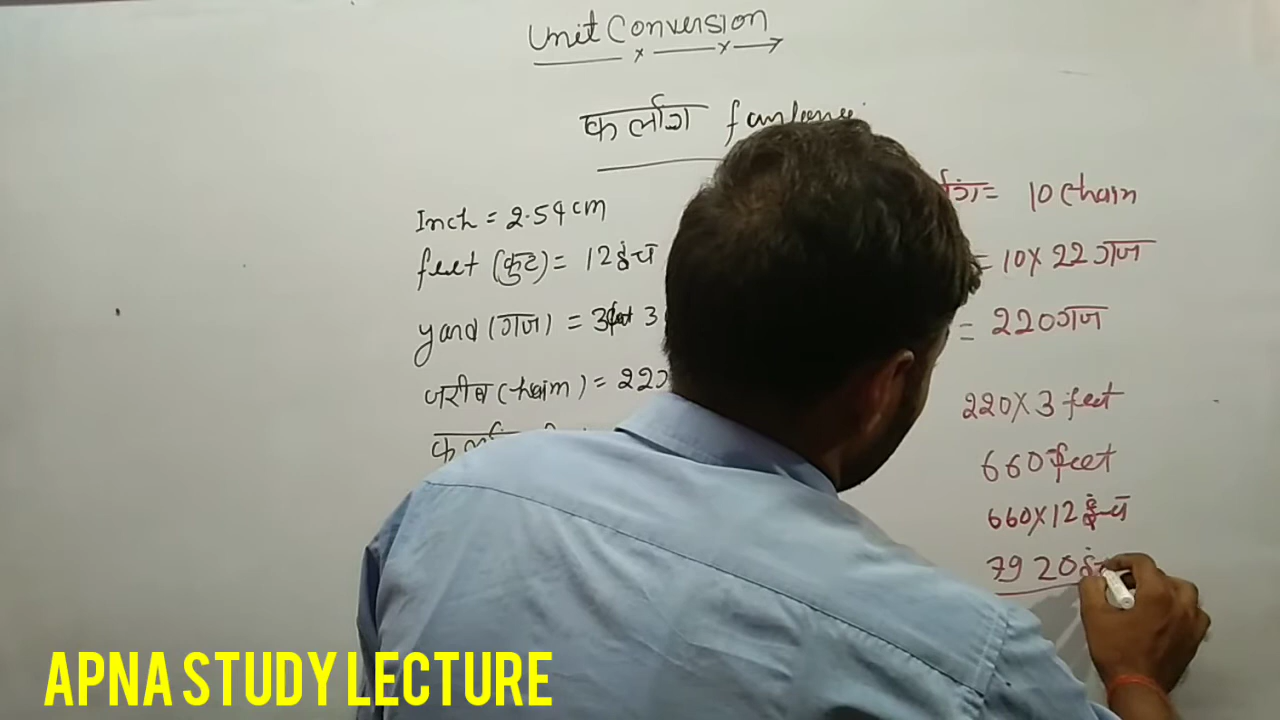 Unit Conversion
फर्लांग
Inch = 2.54 cm
feet (फुट) = 12 इंच
yard (गज) = 3 feet 3
जरीब (chain) = 22
= 10 Chain
= 10 X 22 गज
= 220 गज
220 X 3 feet
660 feet
660 X 12 इंच
7920
APNA STUDY LECTURE